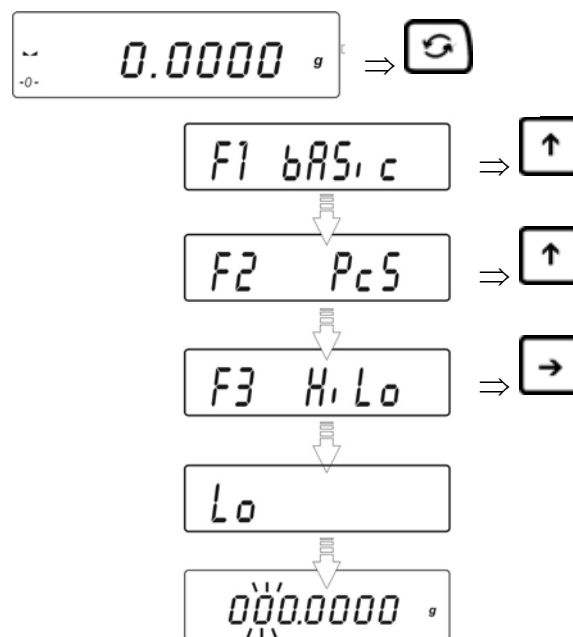 -0- 0.0000 g ⇒
F1 bASic ⇒ ↑
F2 PcS ⇒ ↑
F3 HiLo ⇒ →
Lo
000.0000 g